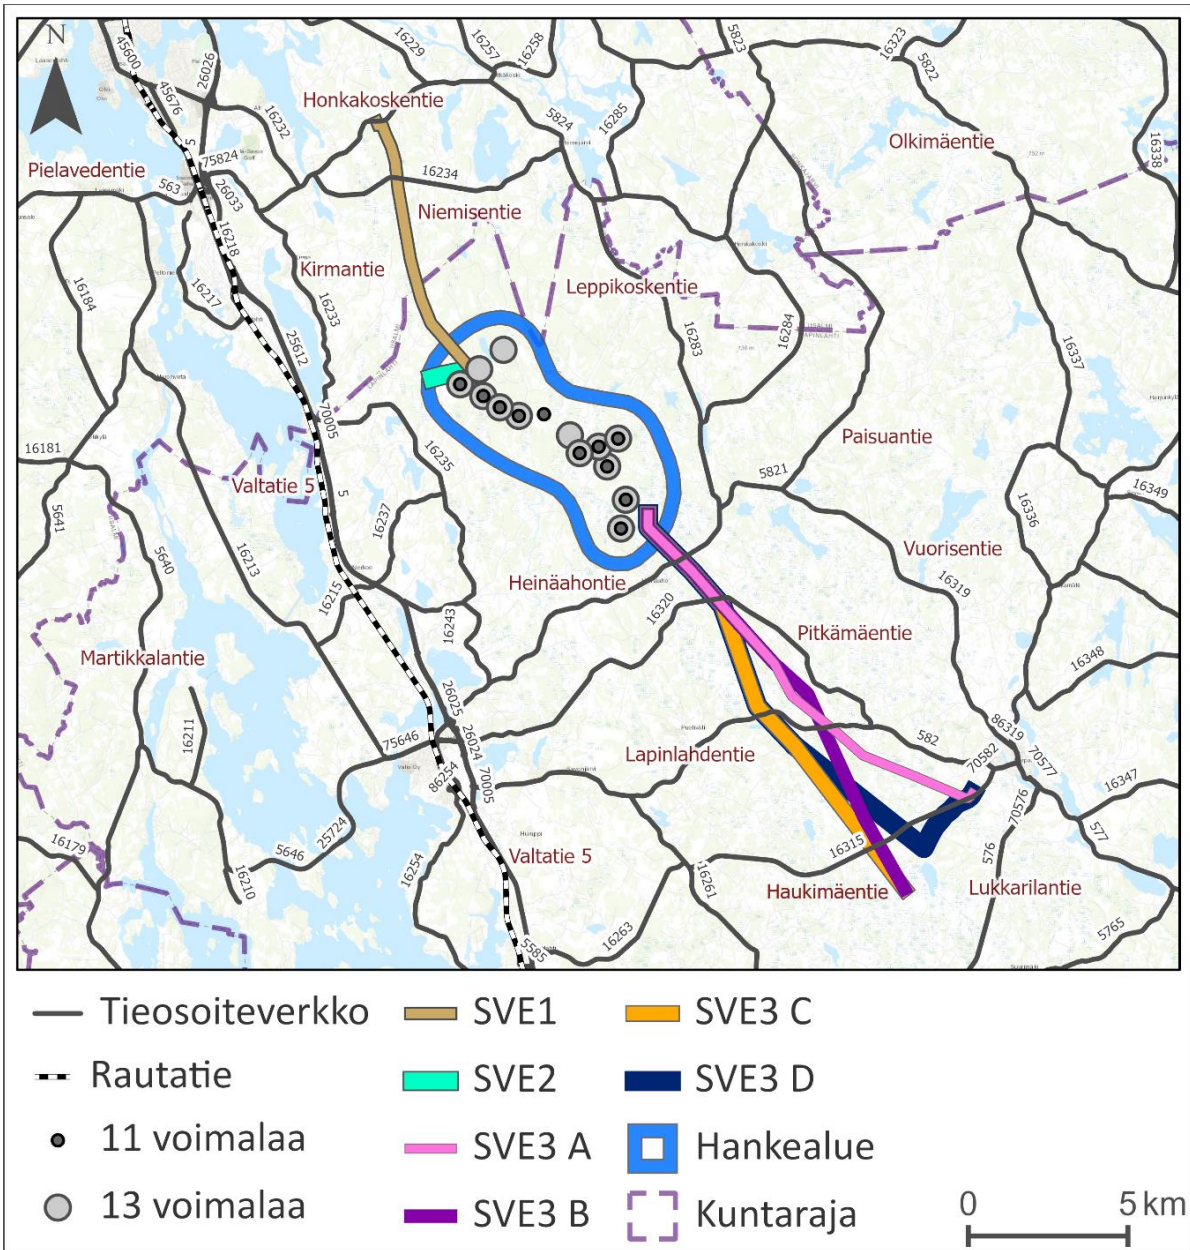 N
45600
45676
26026
16232
16229
16257
16258
5823
16323
5822
Honkakoskentie
5824
16285
Olkimäentie
16338
Pielavedentie
563
75824
5
26033
16234
Niemisentie
16218
Kirmantie
16233
Leppikoskentie
16184
16217
25612
16283
16284
16337
70005
Paisuantie
16181
16235
5821
16349
Valtatie 5
5
5641
16237
16336
5640
16213
Vuorisentie
Heinäahontie
16319
16215
16320
16243
Pitkämäentie
Martikkalantie
16348
26025
16211
75646
26024
Lapinlahdentie
582
86319
70582
70577
86254
70005
16347
70576
25724
16315
577
16179
5646
Valtatie 5
576
16254
16210
16261
Haukimäentie
Lukkarilantie
16263
5585
5765
Tieosoiteverkko
SVE1
SVE3 C
Rautatie
SVE2
SVE3 D
11 voimalaa
SVE3 A
Hankealue
13 voimalaa
SVE3 B
Kuntaraja
0 5 km